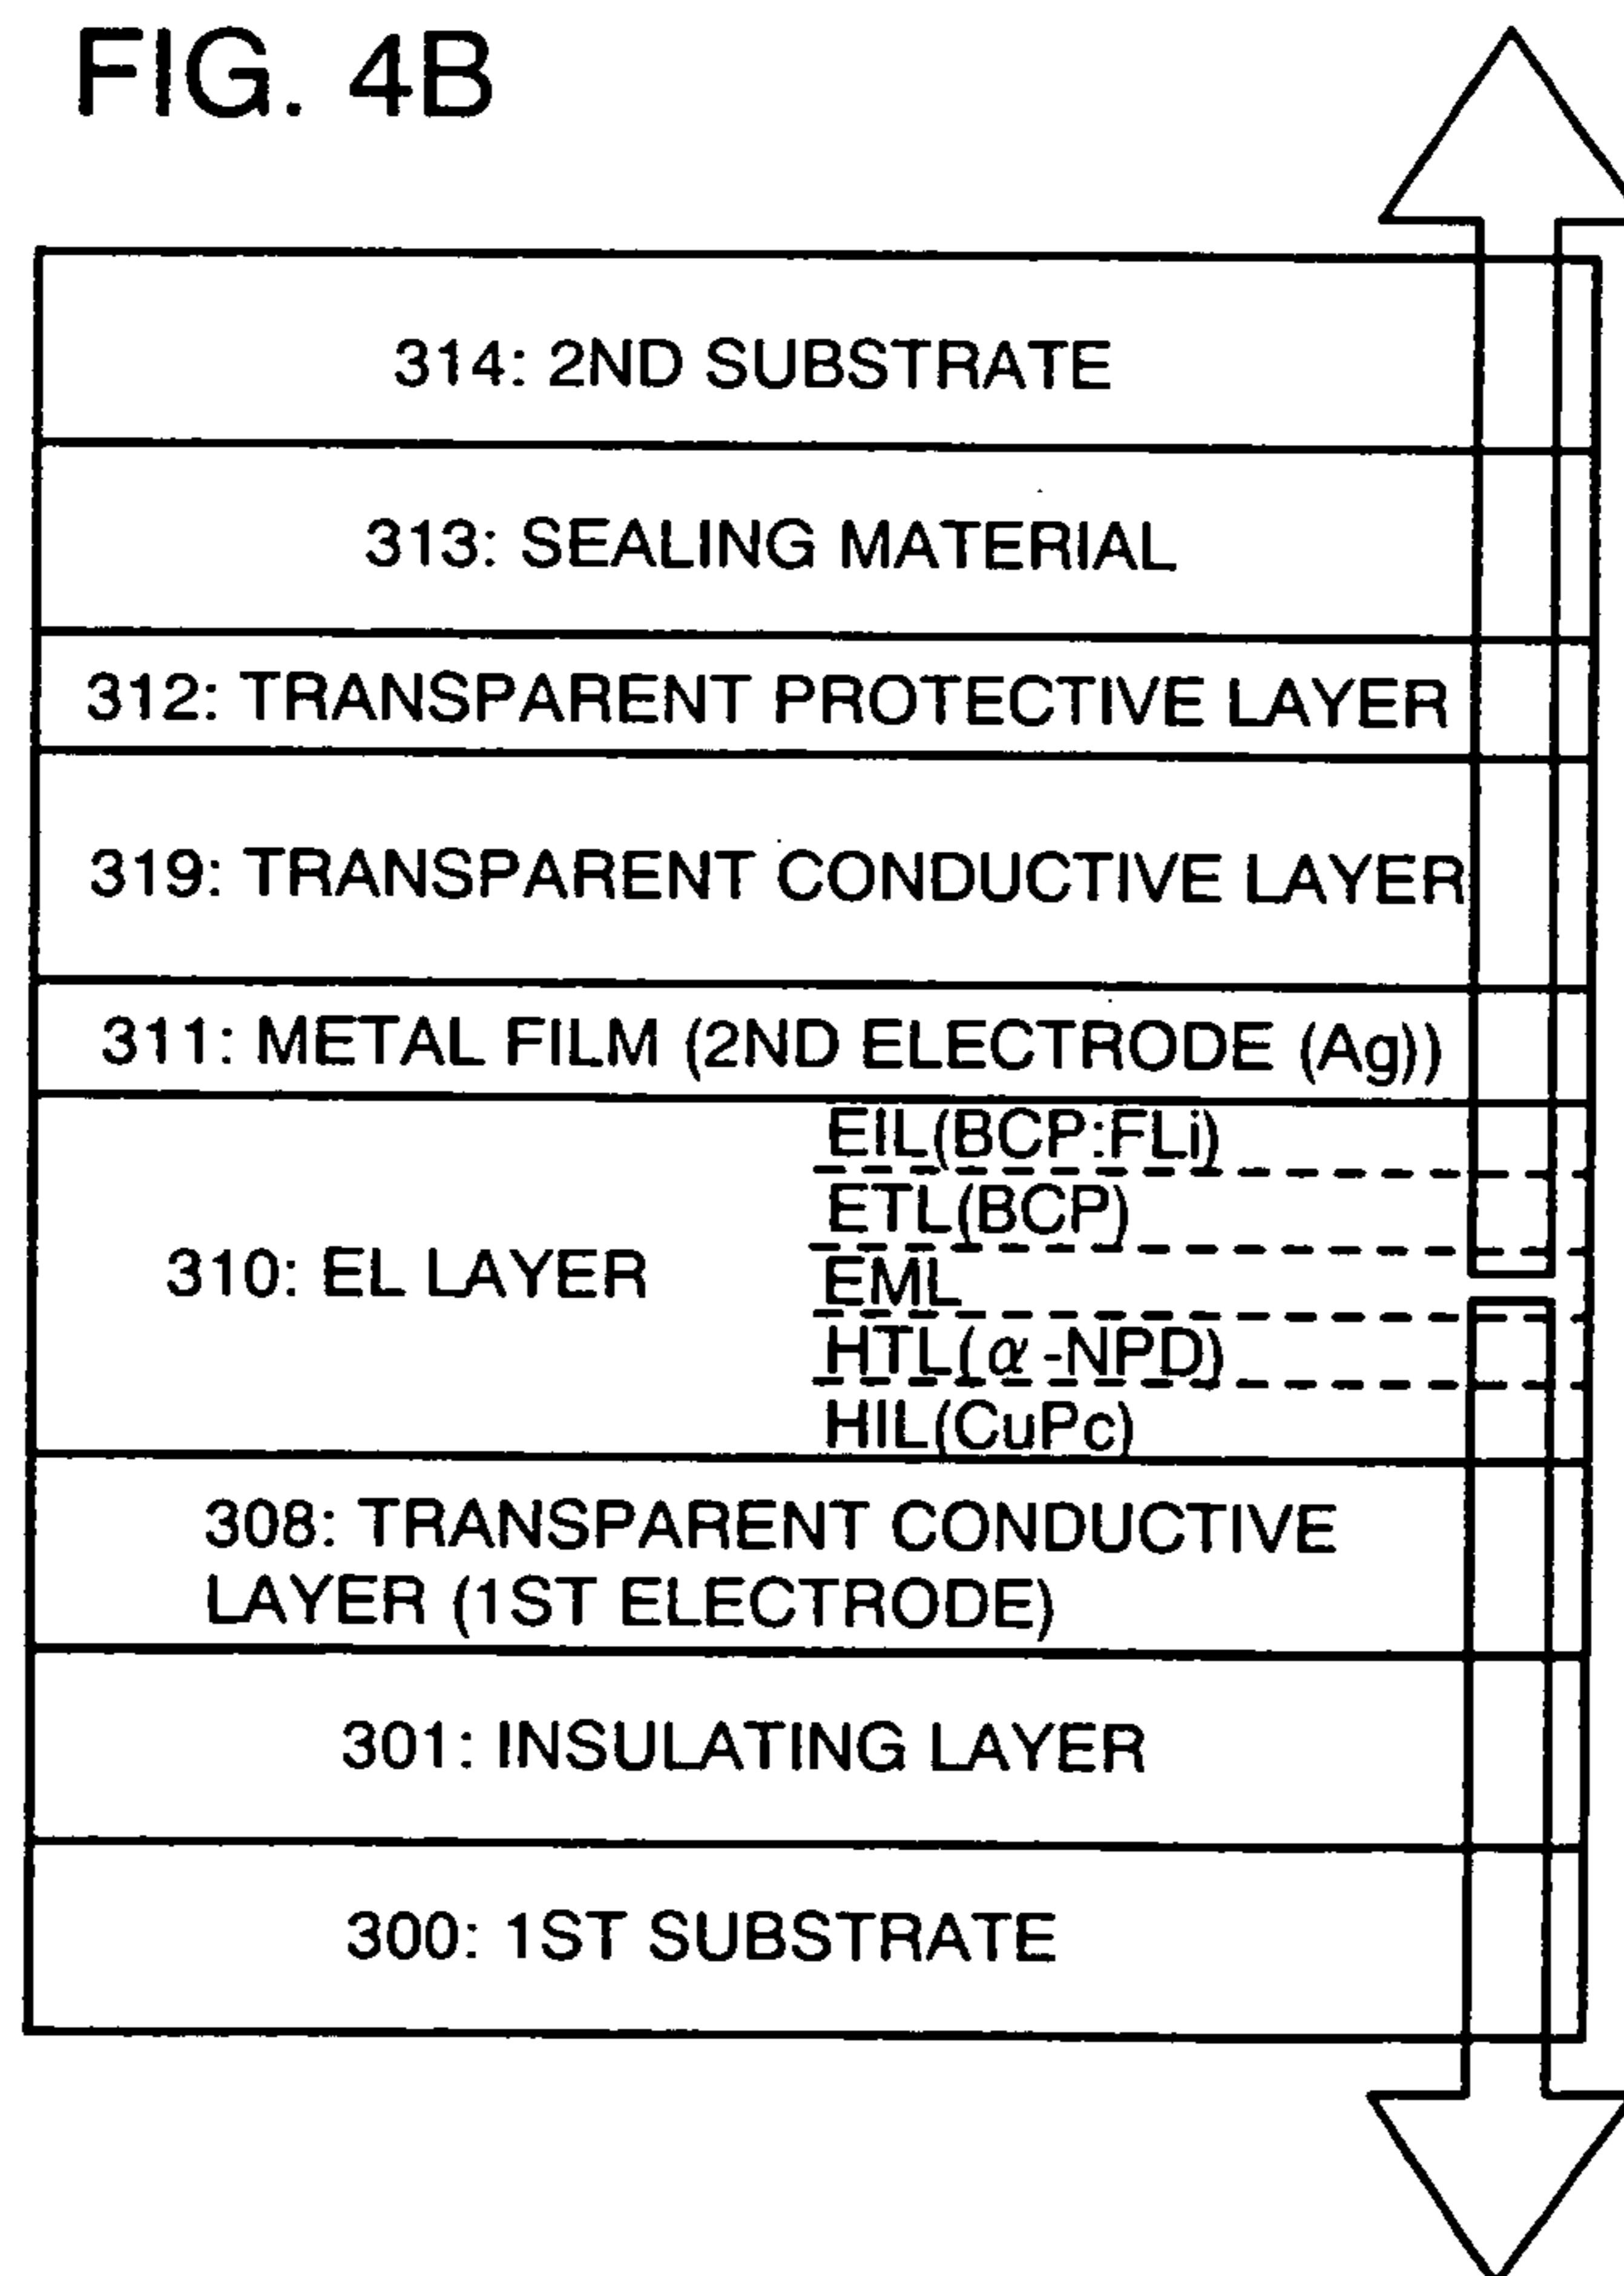 FIG. 4B
314: 2ND SUBSTRATE
313: SEALING MATERIAL
312: TRANSPARENT PROTECTIVE LAYER
319: TRANSPARENT CONDUCTIVE LAYER
311: METAL FILM (2ND ELECTRODE (Ag))
310: EL LAYER
EIL(BCP:FLi)
ETL(BCP)
EML
HTL(α-NPD)
HIL(CuPc)
308: TRANSPARENT CONDUCTIVE
LAYER (1ST ELECTRODE)
301: INSULATING LAYER
300: 1ST SUBSTRATE